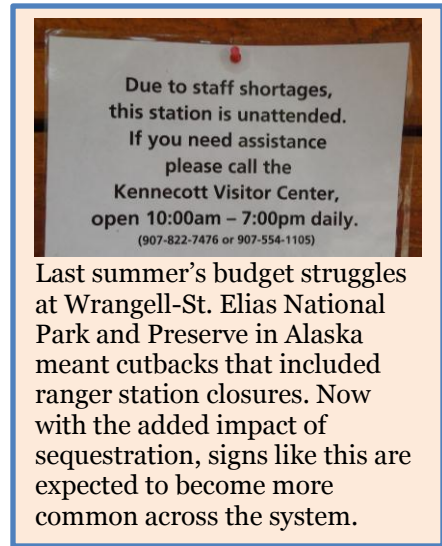 Due to staff shortages,
this station is unattended.
If you need assistance
please call the
Kennecott Visitor Center,
open 10:00am – 7:00pm daily.
(907-822-7476 or 907-554-1105)
Last summer’s budget struggles
at Wrangell-St. Elias National
Park and Preserve in Alaska
meant cutbacks that included
ranger station closures. Now
with the added impact of
sequestration, signs like this are
expected to become more
common across the system.